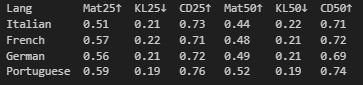 Lang Mat25↑ KL25↓ CD25↑ Mat50↑ KL50↓ CD50↑
Italian 0.51 0.21 0.73 0.44 0.22 0.71
French 0.57 0.22 0.71 0.48 0.21 0.72
German 0.56 0.21 0.72 0.49 0.21 0.69
Portuguese 0.59 0.19 0.76 0.52 0.19 0.74